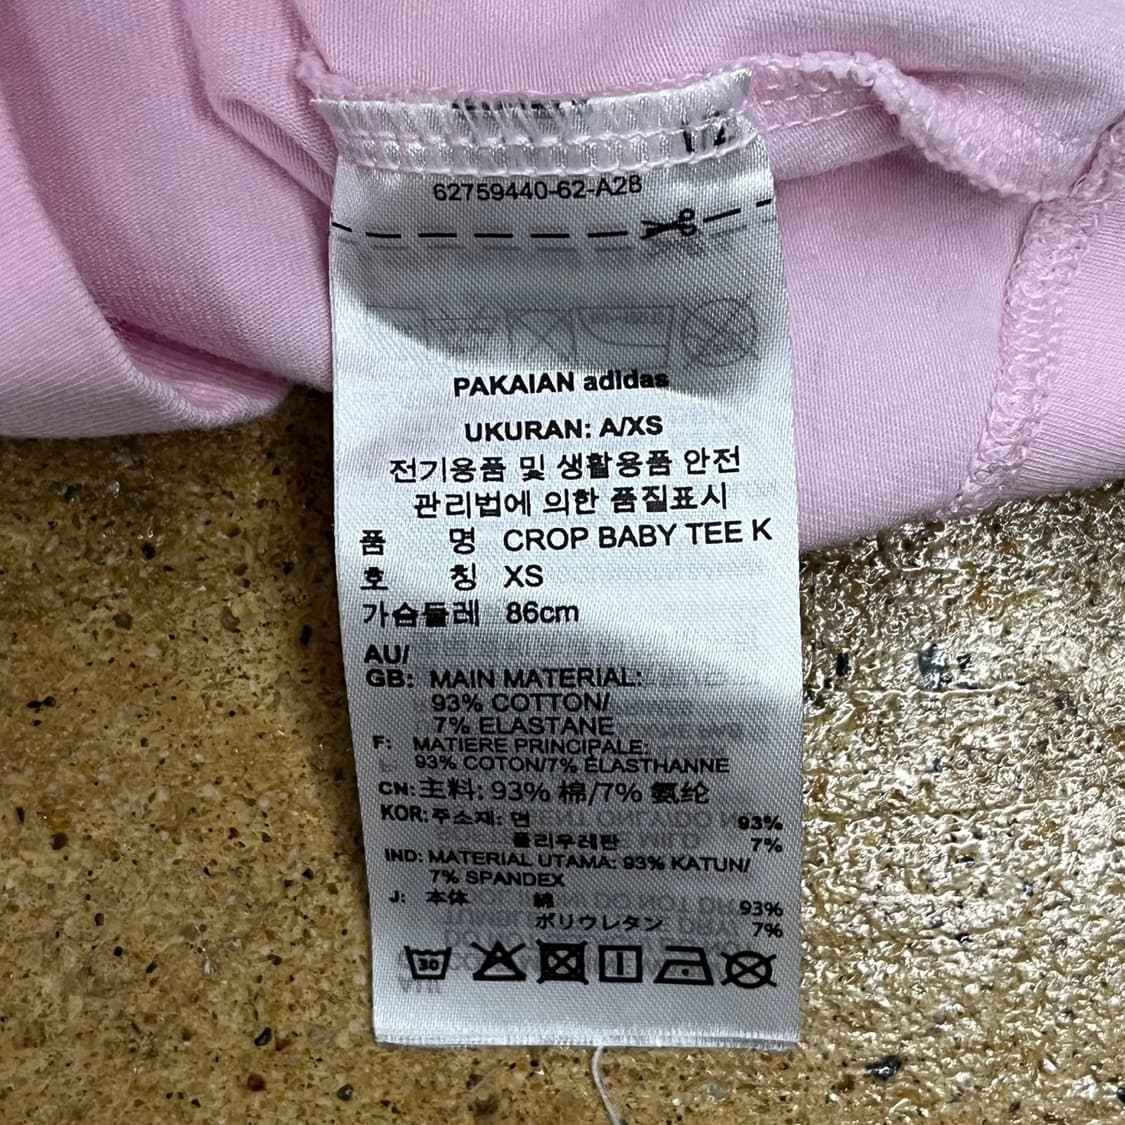 62759440-62-A2B
PAKAIAN adidas
UKURAN: A/XS
전기용품 및 생활용품 안전
관리법에 의한 품질표시
품 명 CROP BABY TEE K
호 칭 XS
가슴둘레 86cm
AU/
GB: MAIN MATERIAL:
93% COTTON/
7% ELASTANE
F: MATIERE PRINCIPALE:
93% COTON/7% ELASTHANNE
CN: 主料: 93% 棉/7% 氨纶
KOR: 주소재: 면 93%
폴리우레탄 7%
IND: MATERIAL UTAMA: 93% KATUN/
7% SPANDEX
J: 本体 綿 93%
ポリウレタン 7%
30